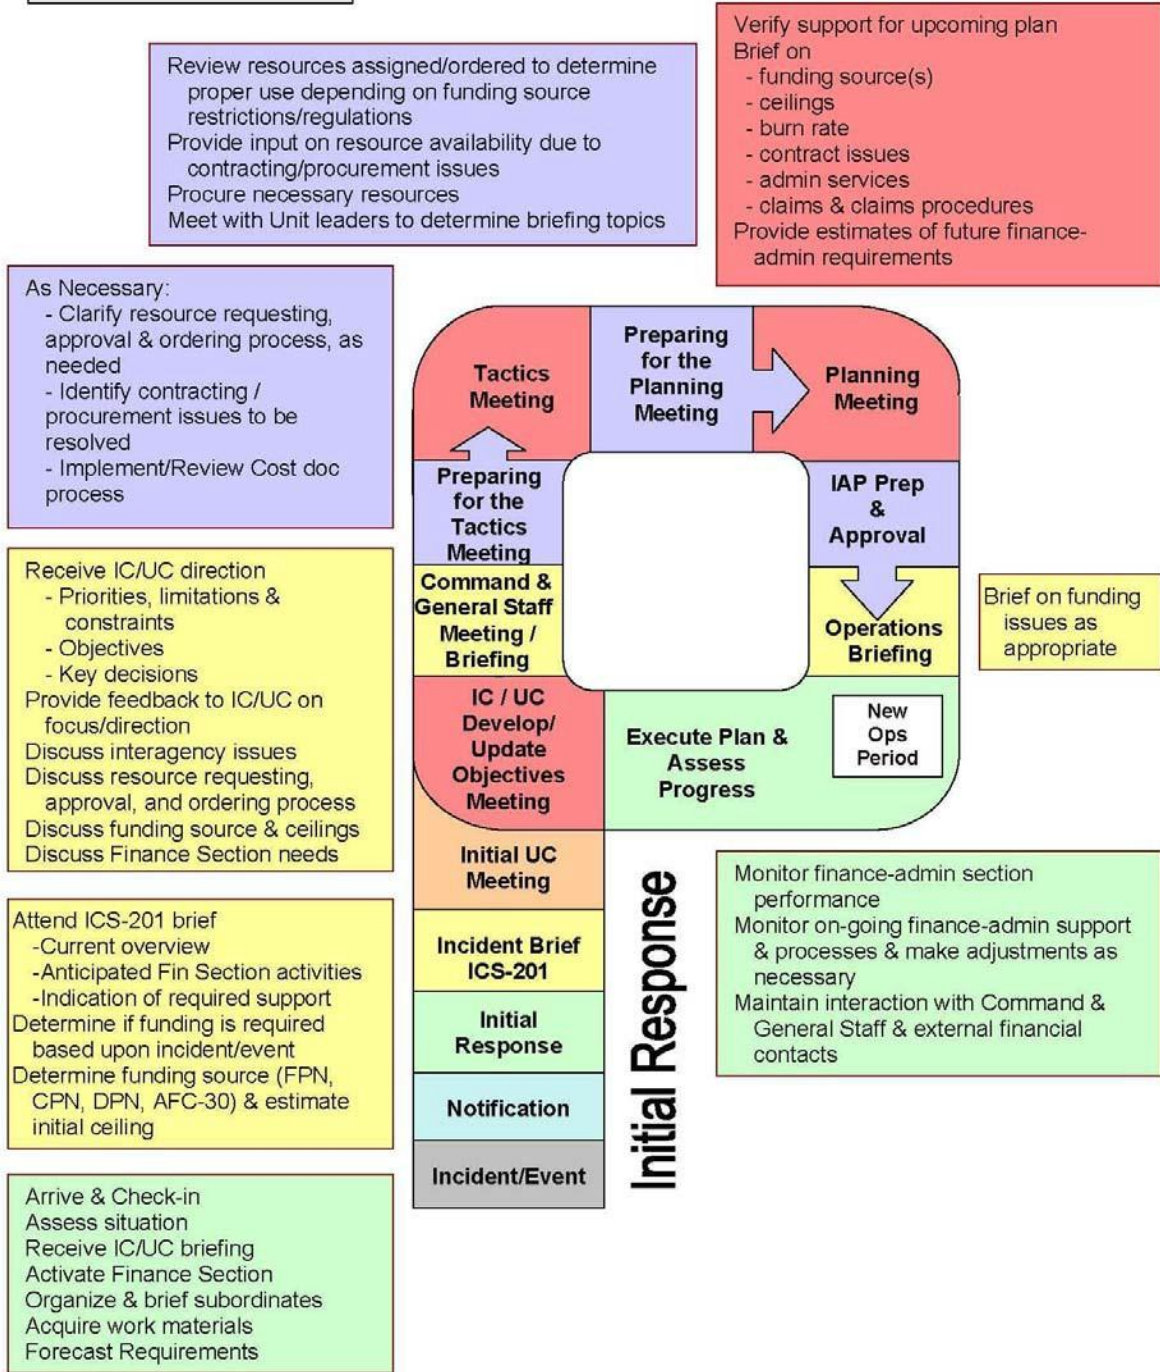 Verify support for upcoming plan
Brief on
- funding source(s)
- ceilings
- burn rate
- contract issues
- admin services
- claims & claims procedures
Provide estimates of future finance-
admin requirements
Review resources assigned/ordered to determine
proper use depending on funding source
restrictions/regulations
Provide input on resource availability due to
contracting/procurement issues
Procure necessary resources
Meet with Unit leaders to determine briefing topics
As Necessary:
- Clarify resource requesting,
approval & ordering process, as
needed
- Identify contracting /
procurement issues to be
resolved
- Implement/Review Cost doc
process
Tactics
Meeting
Preparing
for the
Planning
Meeting
Planning
Meeting
Preparing
for the
Tactics
Meeting
IAP Prep
&
Approval
Receive IC/UC direction
- Priorities, limitations &
constraints
- Objectives
- Key decisions
Provide feedback to IC/UC on
focus/direction
Discuss interagency issues
Discuss resource requesting,
approval, and ordering process
Discuss funding source & ceilings
Discuss Finance Section needs
Command &
General Staff
Meeting /
Briefing
Operations
Briefing
Brief on funding
issues as
appropriate
IC / UC
Develop/
Update
Objectives
Meeting
Execute Plan &
Assess
Progress
New
Ops
Period
Initial UC
Meeting
Attend ICS-201 brief
-Current overview
-Anticipated Fin Section activities
-Indication of required support
Determine if funding is required
based upon incident/event
Determine funding source (FPN,
CPN, DPN, AFC-30) & estimate
initial ceiling
Incident Brief
ICS-201
Initial
Response
Notification
Incident/Event
Initial Response
Monitor finance-admin section
performance
Monitor on-going finance-admin support
& processes & make adjustments as
necessary
Maintain interaction with Command &
General Staff & external financial
contacts
Arrive & Check-in
Assess situation
Receive IC/UC briefing
Activate Finance Section
Organize & brief subordinates
Acquire work materials
Forecast Requirements